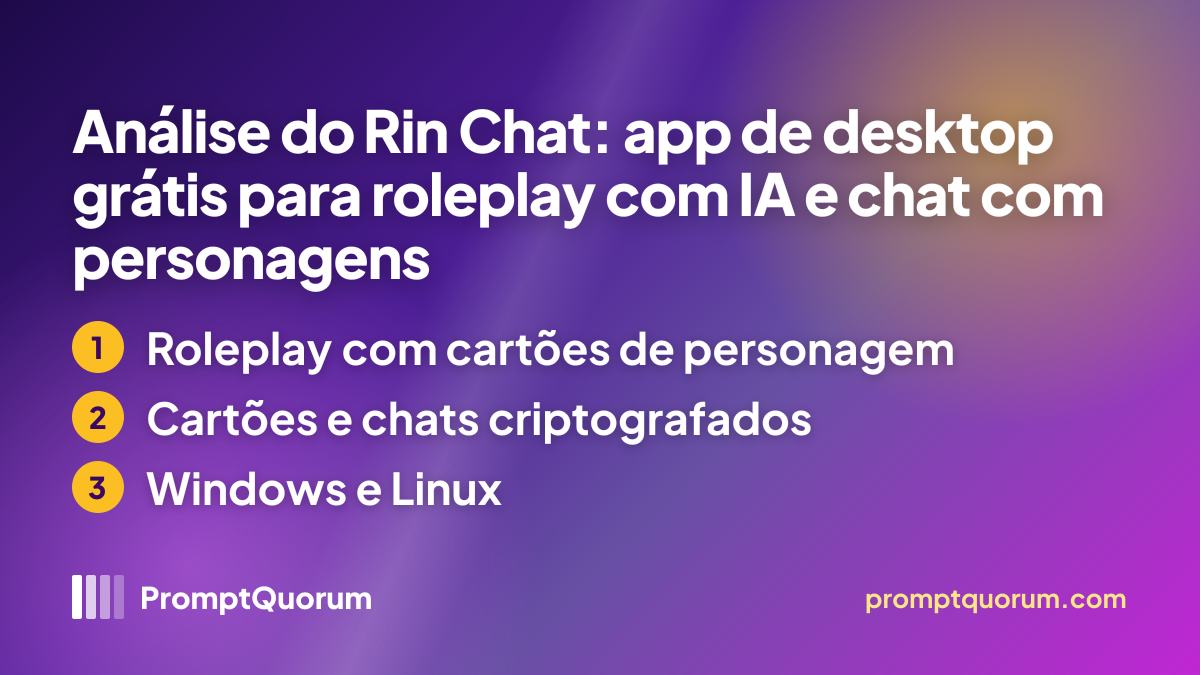 Análise do Rin Chat: app de desktop
grátis para roleplay com IA e chat com
personagens
1 Roleplay com cartões de personagem
2 Cartões e chats criptografados
3 Windows e Linux
PromptQuorum
promptquorum.com